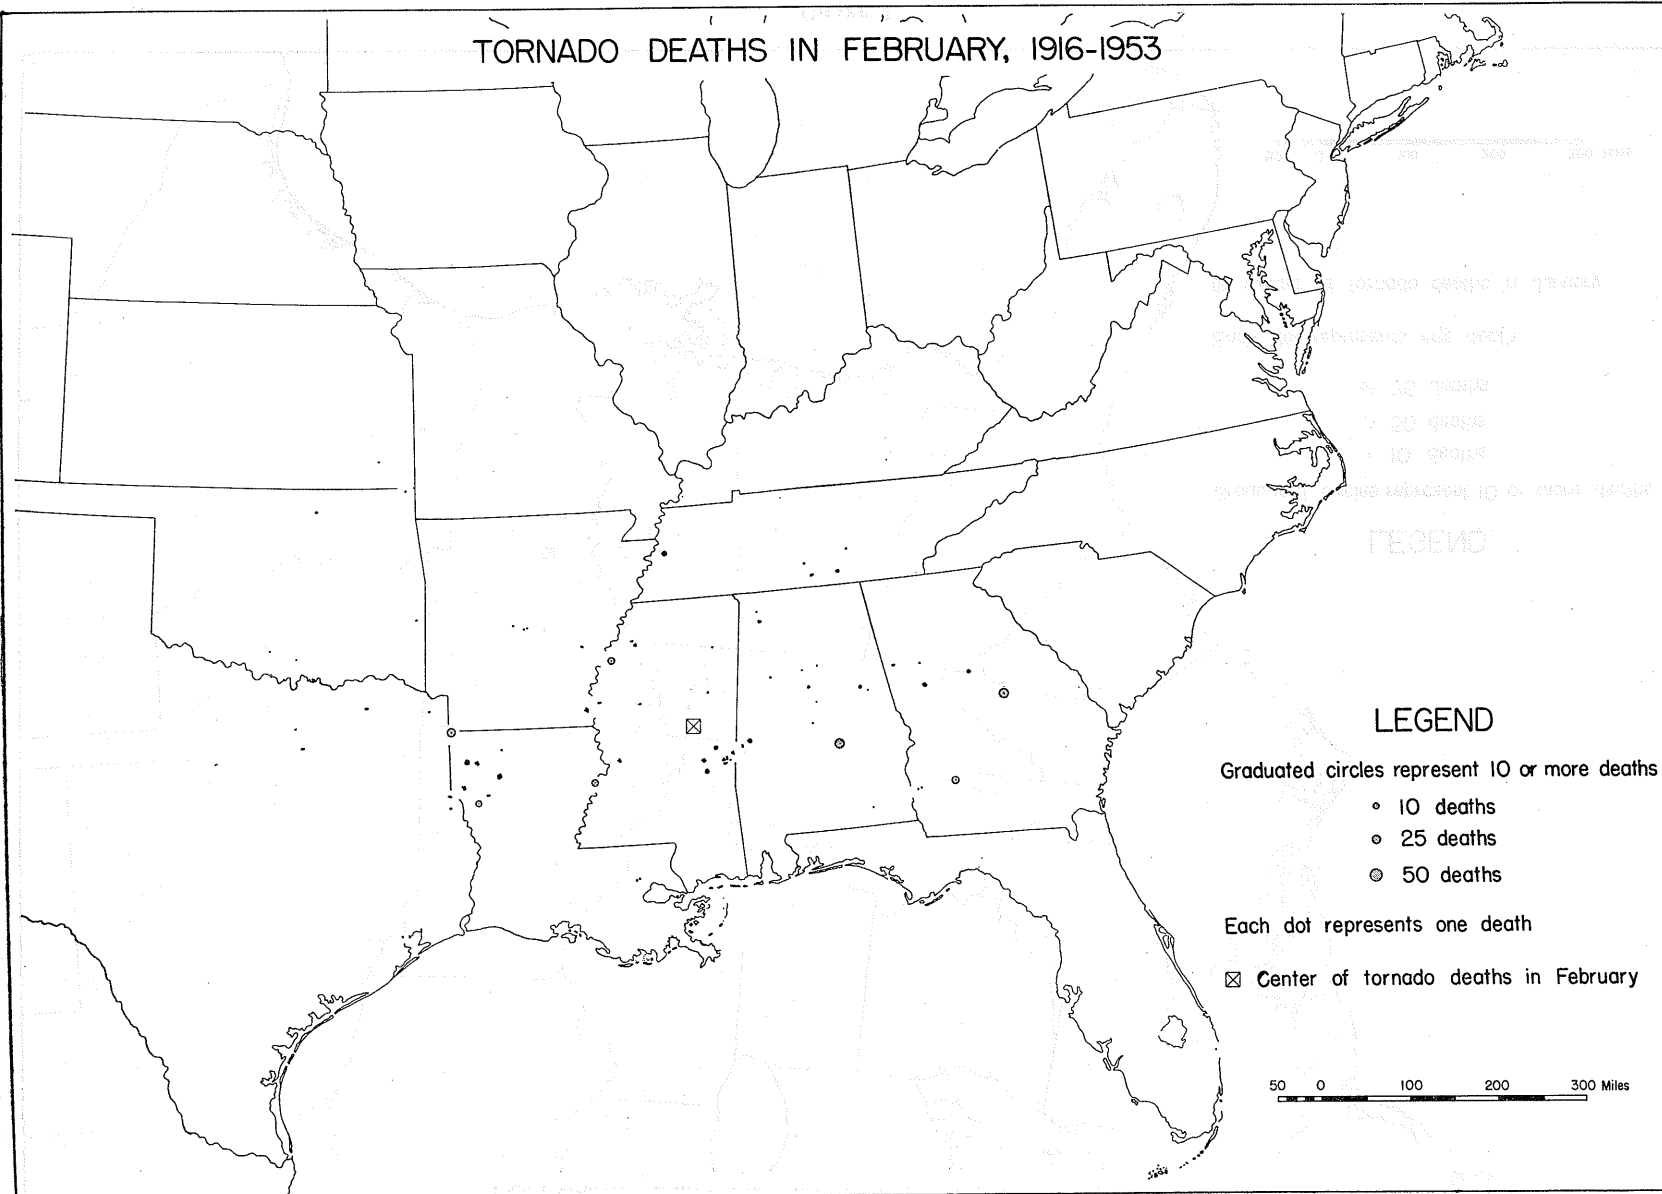 TORNADO DEATHS IN FEBRUARY, 1916-1953
LEGEND
Graduated circles represent 10 or more deaths
10 deaths
25 deaths
50 deaths
Each dot represents one death
Center of tornado deaths in February
50 0 100 200 300 Miles